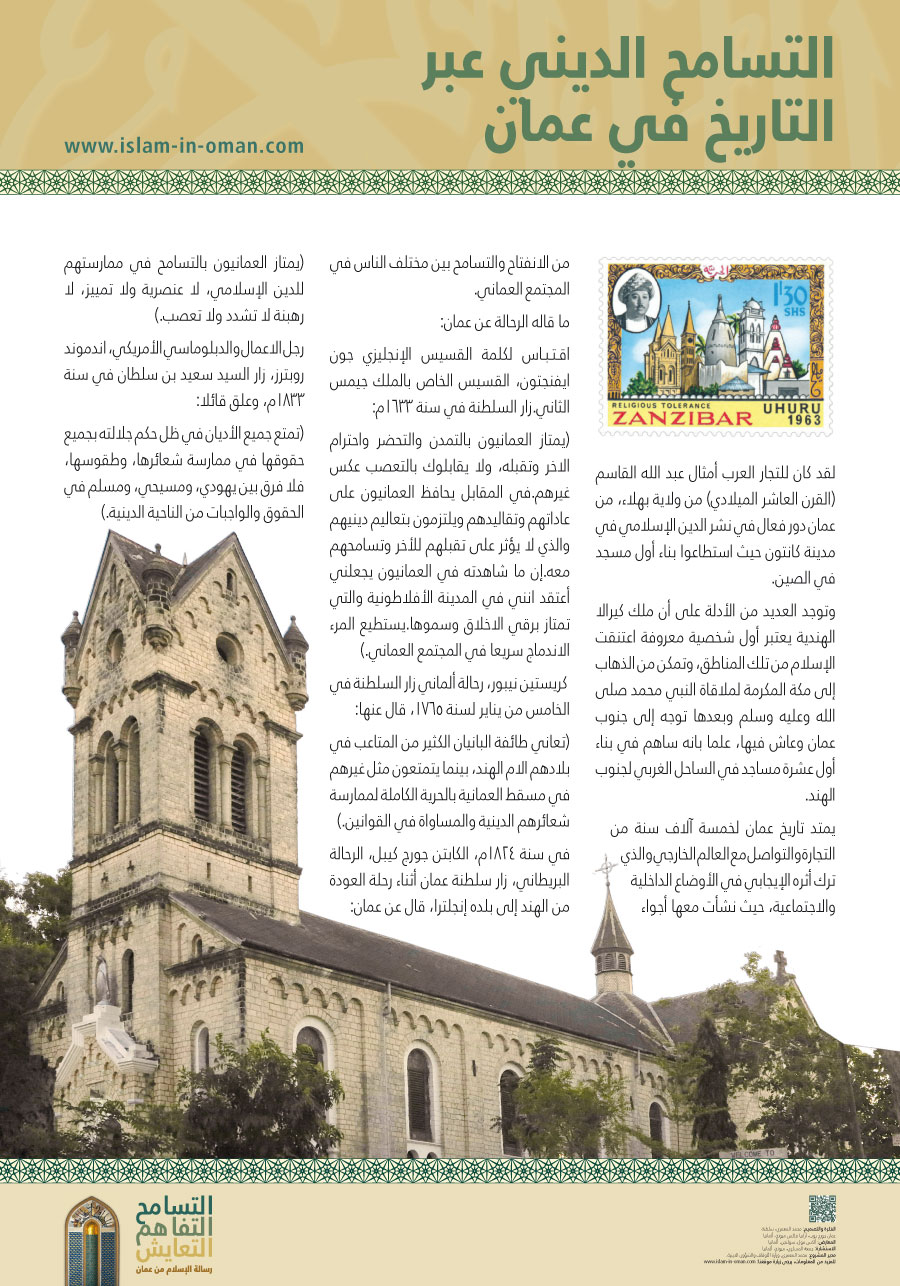 التسامح الديني عبر
التاريخ في عمان
www.islam-in-oman.com
الحرية
1'30
SHS
RELIGIOUS TOLERANCE
UHURU
ZANZIBAR
1963
لقد كان للتجار العرب أمثال عبد الله القاسم
(القرن العاشر الميلادي) من ولاية بهلاء، من
عمان دور فعال في نشر الدين الإسلامي في
مدينة كانتون حيث استطاعوا بناء أول مسجد
في الصين.
وتوجد العديد من الأدلة على أن ملك كيرالا
الهندية يعتبر أول شخصية معروفة اعتنقت
الإسلام من تلك المناطق، وتمكن من الذهاب
إلى مكة المكرمة لملاقاة النبي محمد صلى
الله وعليه وسلم وبعدها توجه إلى جنوب
عمان وعاش فيها، علما بانه ساهم في بناء
أول عشرة مساجد في الساحل الغربي لجنوب
الهند.
يمتد تاريخ عمان لخمسة آلاف سنة من
التجارة والتواصل مع العالم الخارجي والذي
ترك أثره الإيجابي في الأوضاع الداخلية
والاجتماعية، حيث نشأت معها أجواء
من الانفتاح والتسامح بين مختلف الناس في
المجتمع العماني.
ما قاله الرحالة عن عمان:
اقتباس لكلمة القسيس الإنجليزي جون
ايفنجتون، القسيس الخاص بالملك جيمس
الثاني.زار السلطنة في سنة ١٦٣٣م:
(يمتاز العمانيون بالتمدن والتحضر واحترام
الاخر وتقبله، ولا يقابلوك بالتعصب عكس
غيرهم.في المقابل يحافظ العمانيون على
عاداتهم وتقاليدهم ويلتزمون بتعاليم دينيهم
والذي لا يؤثر على تقبلهم للأخر وتسامحهم
معه.إن ما شاهدته في العمانيون يجعلني
أعتقد انني في المدينة الأفلاطونية والتي
تمتاز برقي الاخلاق وسموها.يستطيع المرء
الاندماج سريعا في المجتمع العماني.)
كريستين نيبور، رحالة ألماني زار السلطنة في
الخامس من يناير لسنة ١٧٦٥، قال عنها:
(تعاني طائفة البانيان الكثير من المتاعب في
بلادهم الام الهند، بينما يتمتعون مثل غيرهم
في مسقط العمانية بالحرية الكاملة لممارسة
شعائرهم الدينية والمساواة في القوانين.)
في سنة ١٨٢٤م، الكابتن جورج كيبل، الرحالة
البريطاني، زار سلطنة عمان أثناء رحلة العودة
من الهند إلى بلده إنجلترا، قال عن عمان:
(يمتاز العمانيون بالتسامح في ممارستهم
للدين الإسلامي، لا عنصرية ولا تمييز، لا
رهبنة لا تشدد ولا تعصب.)
رجل الاعمال والدبلوماسي الأمريكي، اندموند
روبترز، زار السيد سعيد بن سلطان في سنة
١٨٣٣م، وعلق قائلا:
(تمتع جميع الأديان في ظل حكم جلالته بجميع
حقوقها في ممارسة شعائرها، وطقوسها،
فلا فرق بين يهودي، ومسيحي، ومسلم في
الحقوق والواجبات من الناحية الدينية.)
WELCOME TO
التسامح
التفاهم
التعايش
رسالة الإسلام من عمان
للمزيد من المعلومات، يرجى زيارة موقعنا: www.islam-in-oman.com